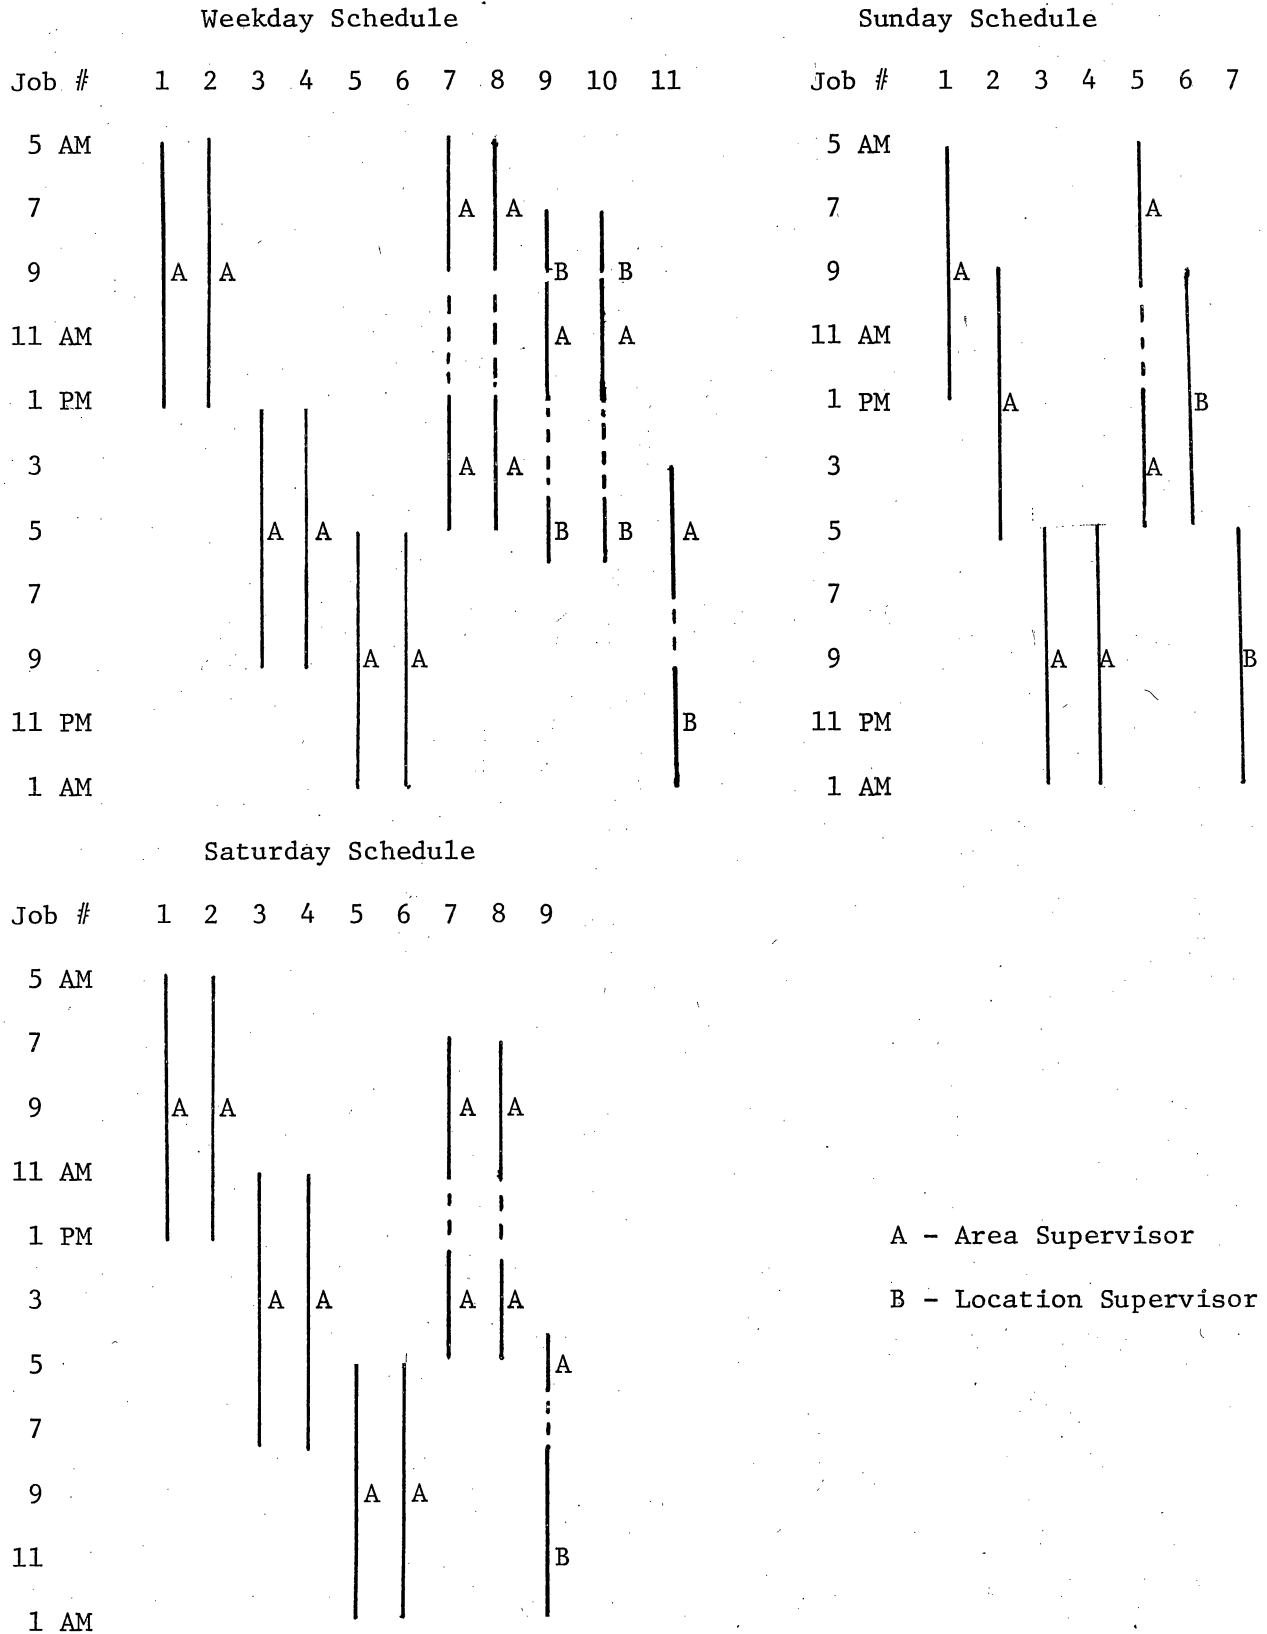 Weekday Schedule
Job # 1 2 3 4 5 6 7 8 9 10 11
5 AM
7 A A
9 A A B B
11 AM A A
1 PM
3 A A
5 A A B B A
7
9 A A
11 PM B
1 AM
Sunday Schedule
Job # 1 2 3 4 5 6 7
5 AM
7 A
9 A
11 AM
1 PM A B
3 A
5
7
9 A A B
11 PM
1 AM
Saturday Schedule
Job # 1 2 3 4 5 6 7 8 9
5 AM
7
9 A A A A
11 AM
1 PM
3 A A A A
5 A
7
9 A A
11 B
1 AM
A - Area Supervisor
B - Location Supervisor